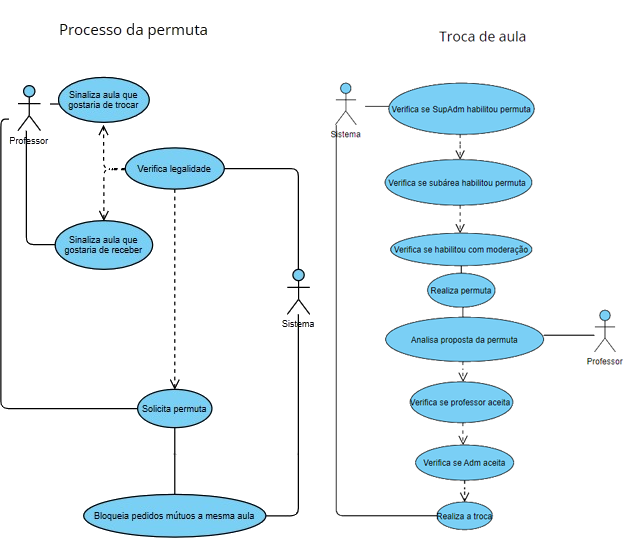 Processo da permuta
Sinaliza aula que
gostaria de trocar
Professor
Verifica legalidade
Sinaliza aula que
gostaria de receber
Sistema
Solicita permuta
Bloqueia pedidos mútuos a mesma aula
Troca de aula
Verifica se SupAdm habilitou permuta
Sistema
Verifica se subárea habilitou permuta
Verifica se habilitou com moderação
Realiza permuta
Analisa proposta da permuta
Professor
Verifica se professor aceita
Verifica se Adm aceita
Realiza a troca